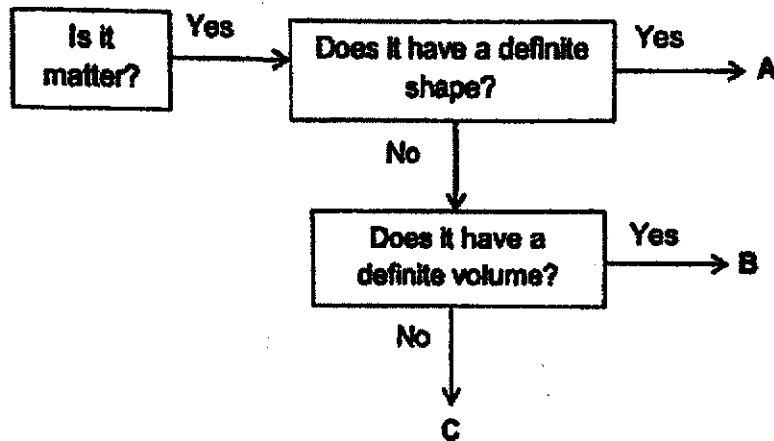 Is it
matter?
Yes
Does it have a definite
shape?
Yes
A
No
Does it have a
definite volume?
Yes
B
No
C